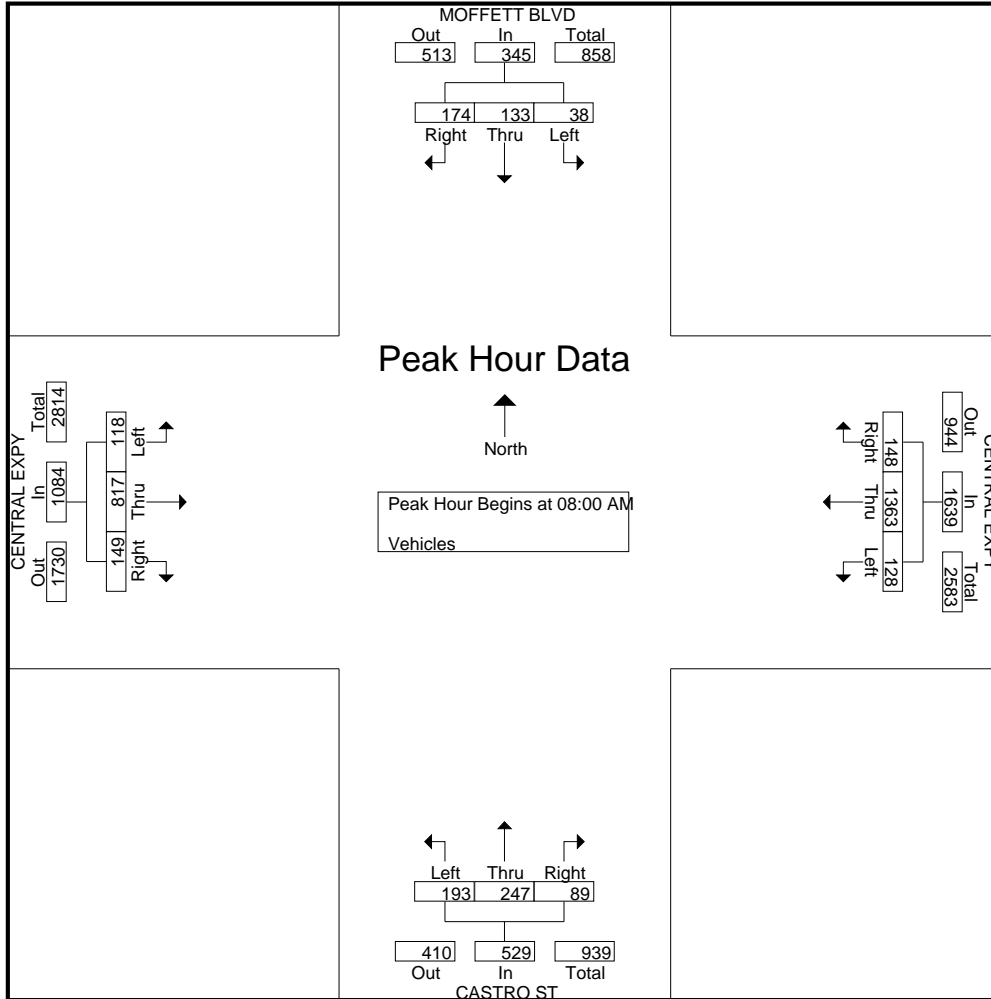 MOFFETT BLVD
Out In Total
513 345 858
174 133 38
Right Thru Left
Peak Hour Data
North
Peak Hour Begins at 08:00 AM
Vehicles
CENTRAL EXPY
Out In Total
1730 1084 2814
149 817 118
Right Thru Left
CENTRAL EXPY
Out In Total
944 1639 2583
148 1363 128
Right Thru Left
Left Thru Right
193 247 89
410 529 939
Out In Total
CASTRO ST